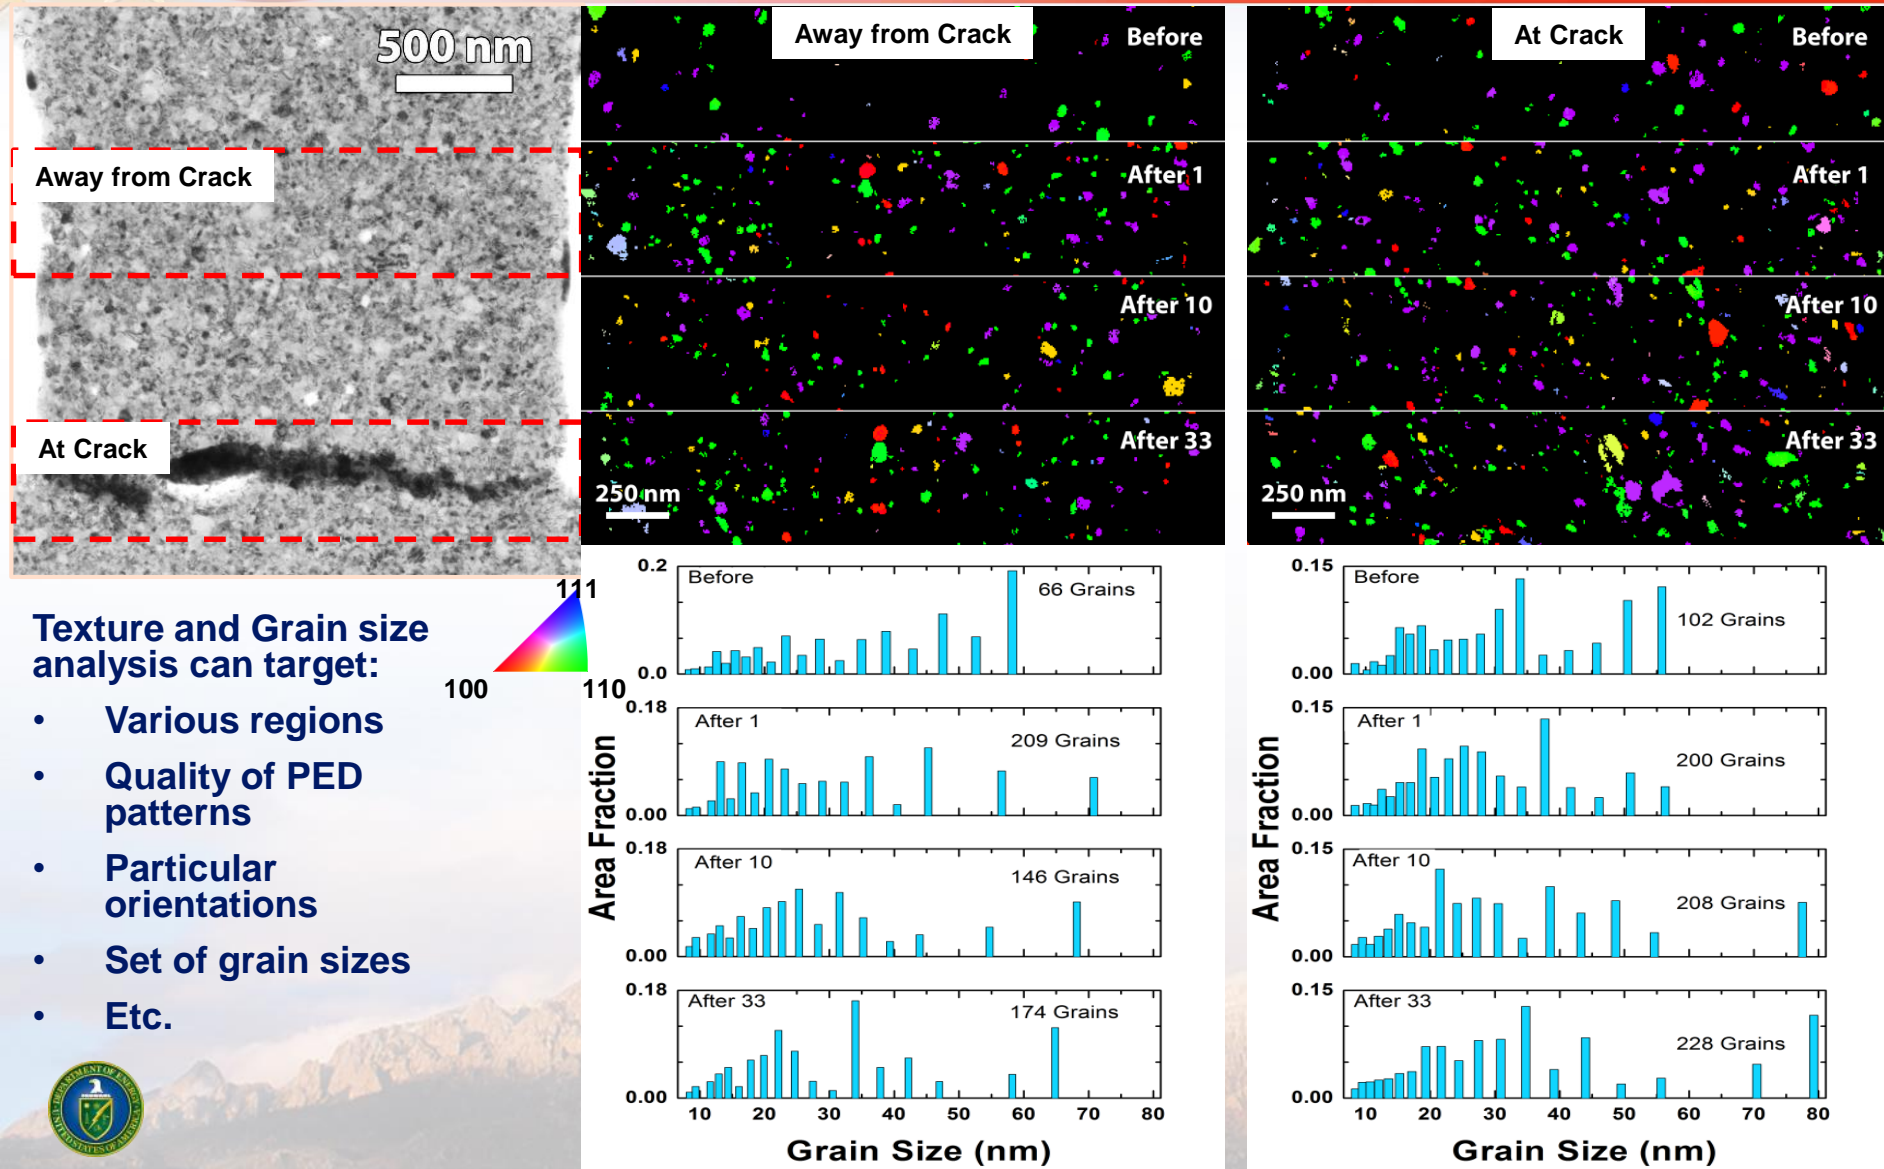 500 nm
Away from Crack
At Crack
Away from Crack
Before
After 1
After 10
After 33
250 nm
At Crack
Before
After 1
After 10
After 33
250 nm
111
100
110
Texture and Grain size
analysis can target:
• Various regions
• Quality of PED
patterns
• Particular
orientations
• Set of grain sizes
• Etc.
DEPARTMENT OF ENERGY
UNITED STATES OF AMERICA
Area Fraction
0.2
0.0
Before
66 Grains
0.18
0.00
After 1
209 Grains
0.18
0.00
After 10
146 Grains
0.18
0.00
After 33
174 Grains
10 20 30 40 50 60 70 80
Grain Size (nm)
Area Fraction
0.15
0.00
Before
102 Grains
0.15
0.00
After 1
200 Grains
0.15
0.00
After 10
208 Grains
0.15
0.00
After 33
228 Grains
10 20 30 40 50 60 70 80
Grain Size (nm)